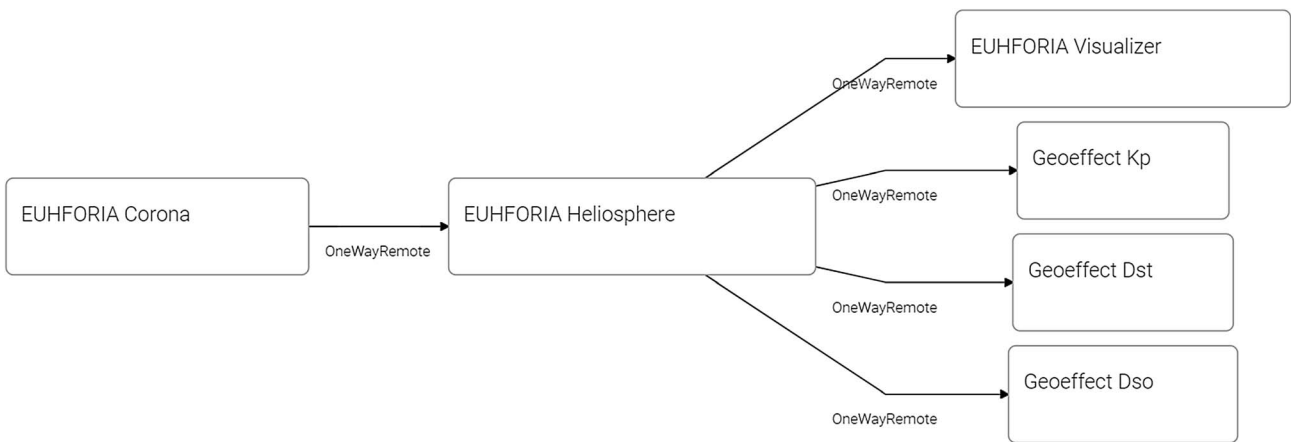 EUHFORIA Visualizer
OneWayRemote
Geoeffect Kp
OneWayRemote
EUHFORIA Corona
EUHFORIA Heliosphere
OneWayRemote
Geoeffect Dst
OneWayRemote
Geoeffect Dso
OneWayRemote